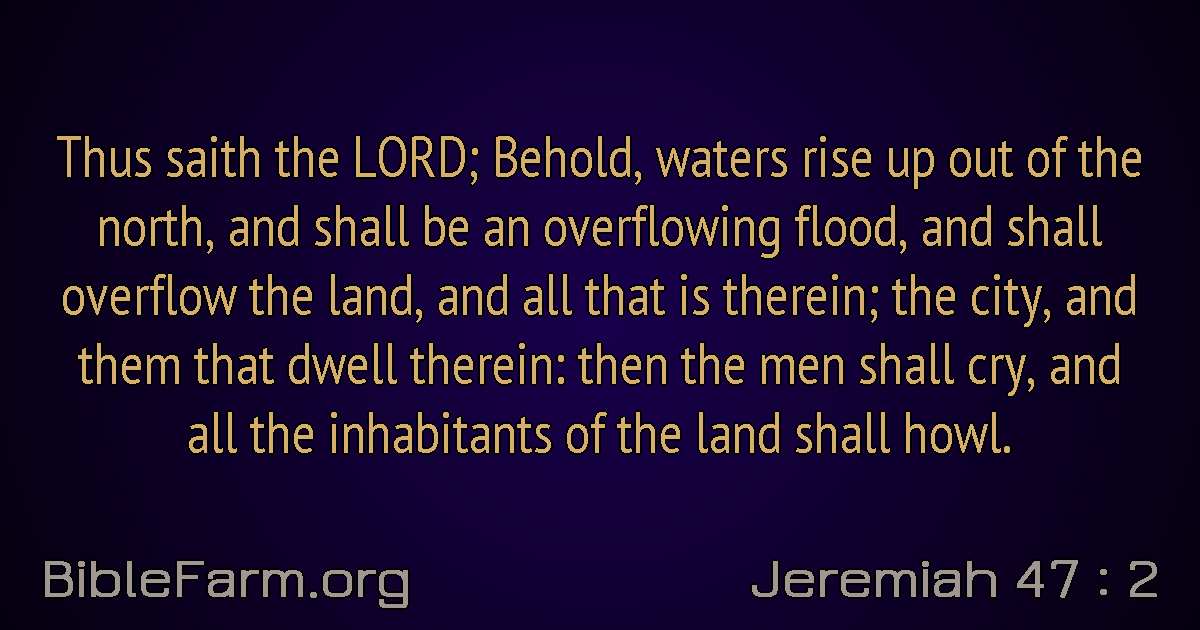 Thus saith the LORD; Behold, waters rise up out of the
north, and shall be an overflowing flood, and shall
overflow the land, and all that is therein; the city, and
them that dwell therein: then the men shall cry, and
all the inhabitants of the land shall howl.
BibleFarm.org
Jeremiah 47 : 2